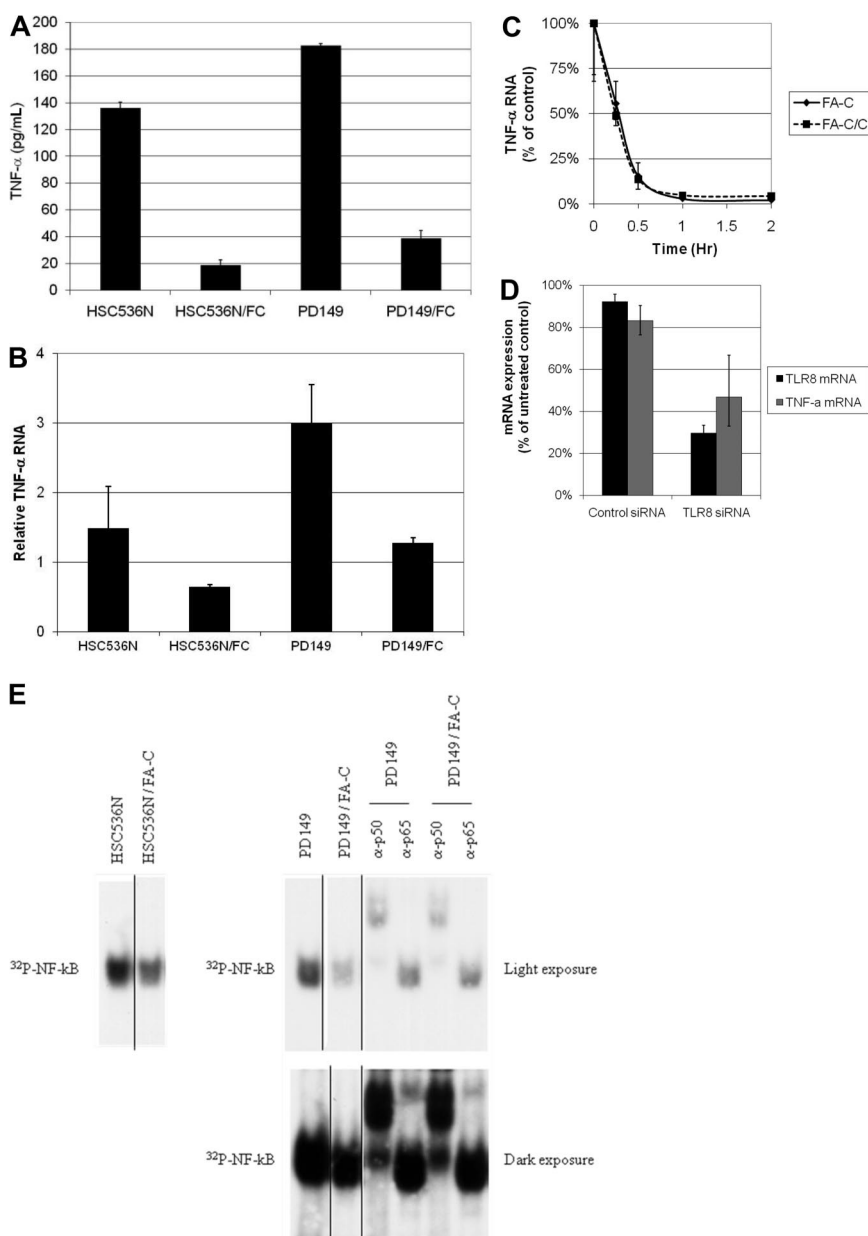 A
TNF-α (pg/mL)
200
180
160
140
120
100
80
60
40
20
0
HSC536N
HSC536N/FC
PD149
PD149/FC
B
Relative TNF-α RNA
4
3
2
1
0
HSC536N
HSC536N/FC
PD149
PD149/FC
C
TNF-α RNA
(% of control)
100%
75%
50%
25%
0%
0
0.5
1
1.5
2
Time (Hr)
FA-C
FA-C/C
D
mRNA expression
(% of untreated control)
100%
80%
60%
40%
20%
0%
Control siRNA
TLR8 siRNA
TLR8 mRNA
TNF-a mRNA
E
HSC536N
HSC536N / FA-C
PD149
PD149 / FA-C
PD149
α-p50
α-p65
PD149 / FA-C
α-p50
α-p65
³²P-NF-kB
³²P-NF-kB
Light exposure
³²P-NF-kB
Dark exposure